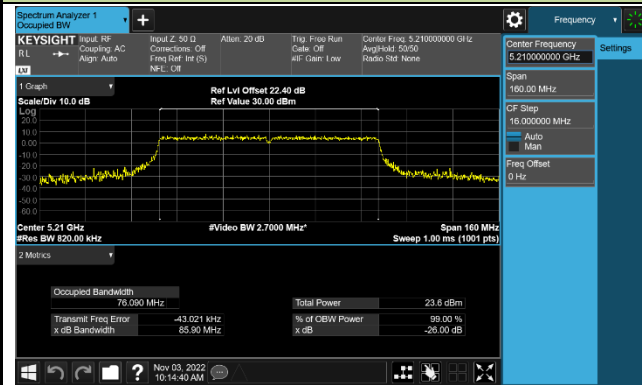 Spectrum Analyzer 1
Occupied BW
Frequency
KEYSIGHT
RL
LXI
Input: RF
Coupling: AC
Align: Auto
Input Z: 50 Ω
Corrections: Off
Freq Ref: Int (S)
NFE: Off
Atten: 20 dB
Trig: Free Run
Gate: Off
#IF Gain: Low
Center Freq: 5.210000000 GHz
Avg|Hold: 50/50
Radio Std: None
Center Frequency
5.210000000 GHz
Settings
Span
160.00 MHz
CF Step
16.000000 MHz
Auto
Man
Freq Offset
0 Hz
1 Graph
Scale/Div 10.0 dB
Ref Lvl Offset 22.40 dB
Ref Value 30.00 dBm
Log
20.0
10.0
0.00
-10.0
-20.0
-30.0
-40.0
-50.0
-60.0
Center 5.21 GHz
#Res BW 820.00 kHz
#Video BW 2.7000 MHz*
Span 160 MHz
Sweep 1.00 ms (1001 pts)
2 Metrics
Occupied Bandwidth
76.090 MHz
Transmit Freq Error -43.021 kHz
x dB Bandwidth 85.90 MHz
Total Power 23.6 dBm
% of OBW Power 99.00 %
x dB -26.00 dB
Nov 03, 2022
10:14:40 AM